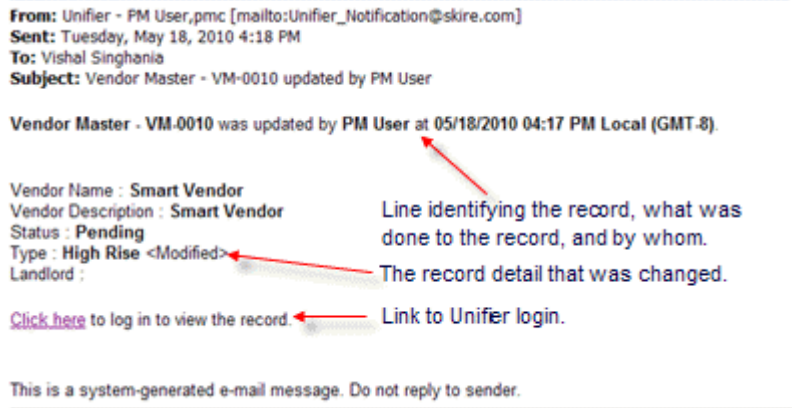 From: Unifier - PM User,pmc [mailto:Unifier_Notification@skire.com]
Sent: Tuesday, May 18, 2010 4:18 PM
To: Vishal Singhania
Subject: Vendor Master - VM-0010 updated by PM User
Vendor Master - VM-0010 was updated by PM User at 05/18/2010 04:17 PM Local (GMT-8).
Vendor Name : Smart Vendor
Vendor Description : Smart Vendor
Status : Pending
Type : High Rise <Modified>
Landlord :
Line identifying the record, what was
done to the record, and by whom.
The record detail that was changed.
Click here to log in to view the record.
Link to Unifier login.
This is a system-generated e-mail message. Do not reply to sender.